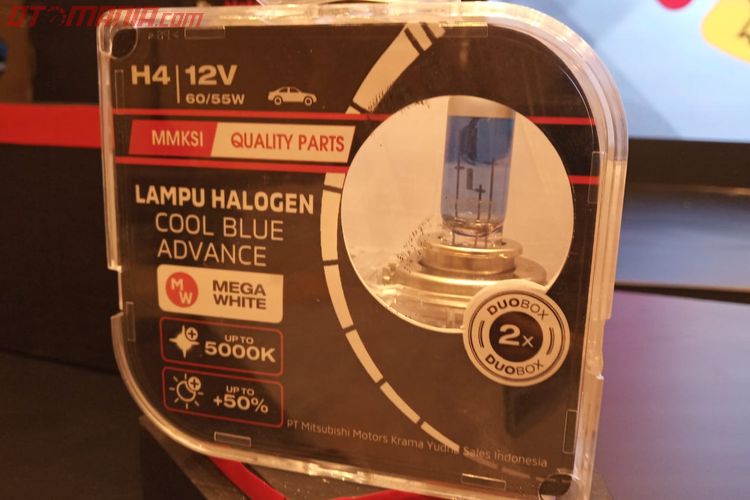 OTOMANIA.com
H4 | 12V
60/55W
MMKSI QUALITY PARTS
LAMPU HALOGEN
COOL BLUE
ADVANCE
MW MEGA WHITE
UP TO
5000K
UP TO
+50%
DUOBOX
2x
DUOBOX
PT Mitsubishi Motors Krama Yudha Sales Indonesia